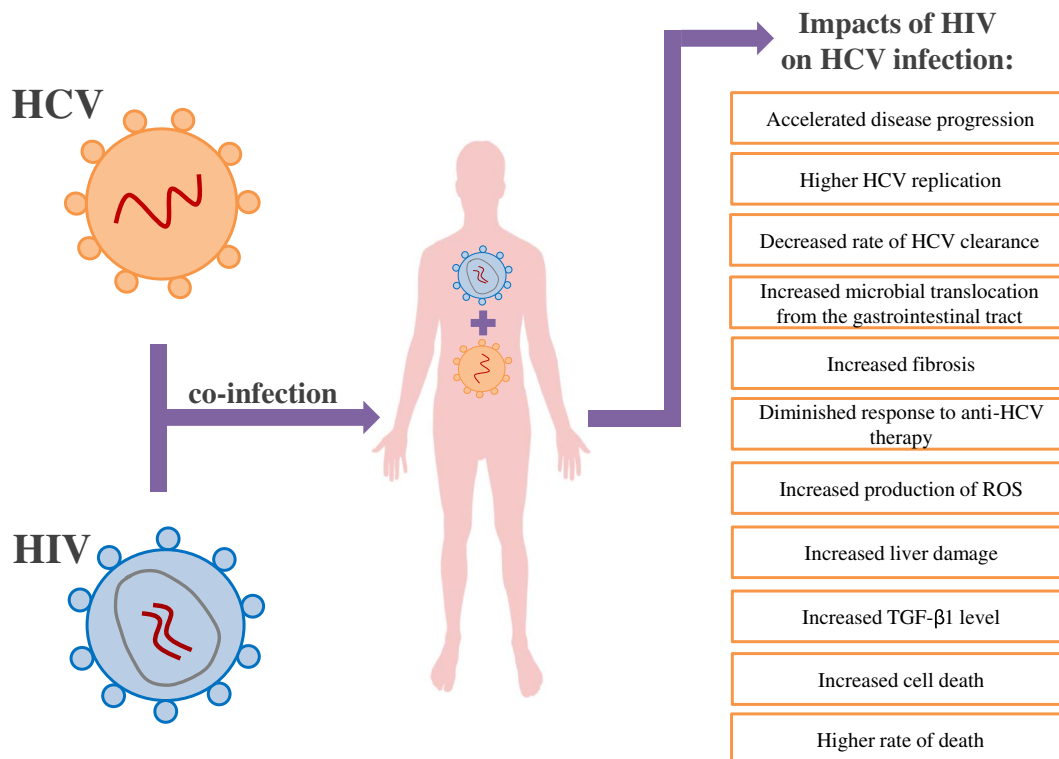 HCV
HIV
co-infection
Impacts of HIV
on HCV infection:
Accelerated disease progression
Higher HCV replication
Decreased rate of HCV clearance
Increased microbial translocation
from the gastrointestinal tract
Increased fibrosis
Diminished response to anti-HCV
therapy
Increased production of ROS
Increased liver damage
Increased TGF-β1 level
Increased cell death
Higher rate of death